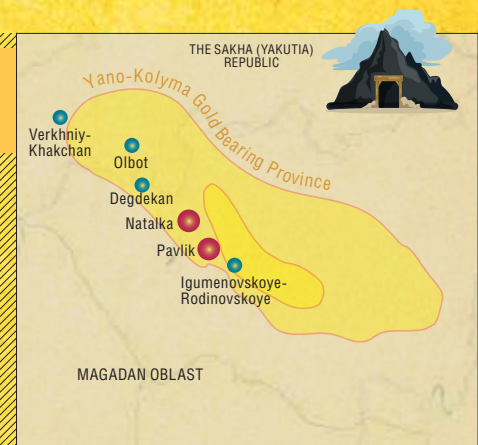 THE SAKHA (YAKUTIA)
REPUBLIC
Yano-Kolyma Gold Bearing Province
Verkhniy-
Khakchan
Olbot
Degdekan
Natalka
Pavlik
Igumenovskoye-
Rodinovskoye
MAGADAN OBLAST